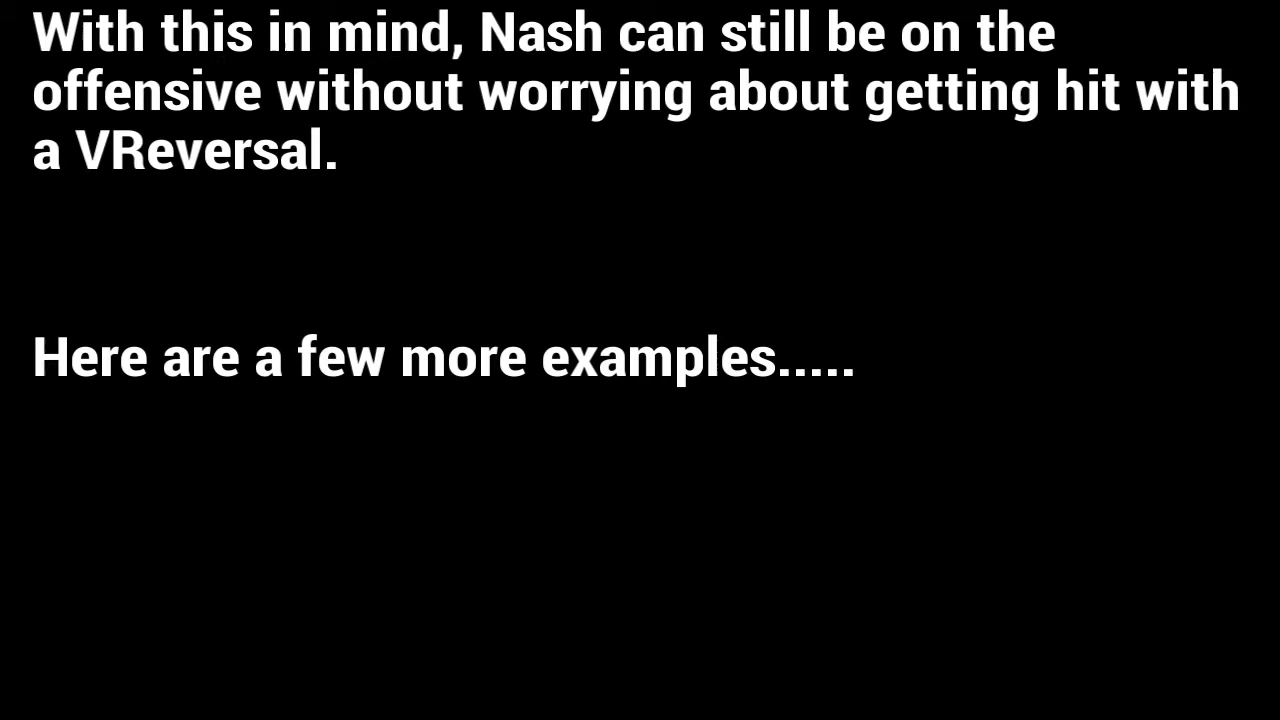 With this in mind, Nash can still be on the
offensive without worrying about getting hit with
a VReversal.
Here are a few more examples.....